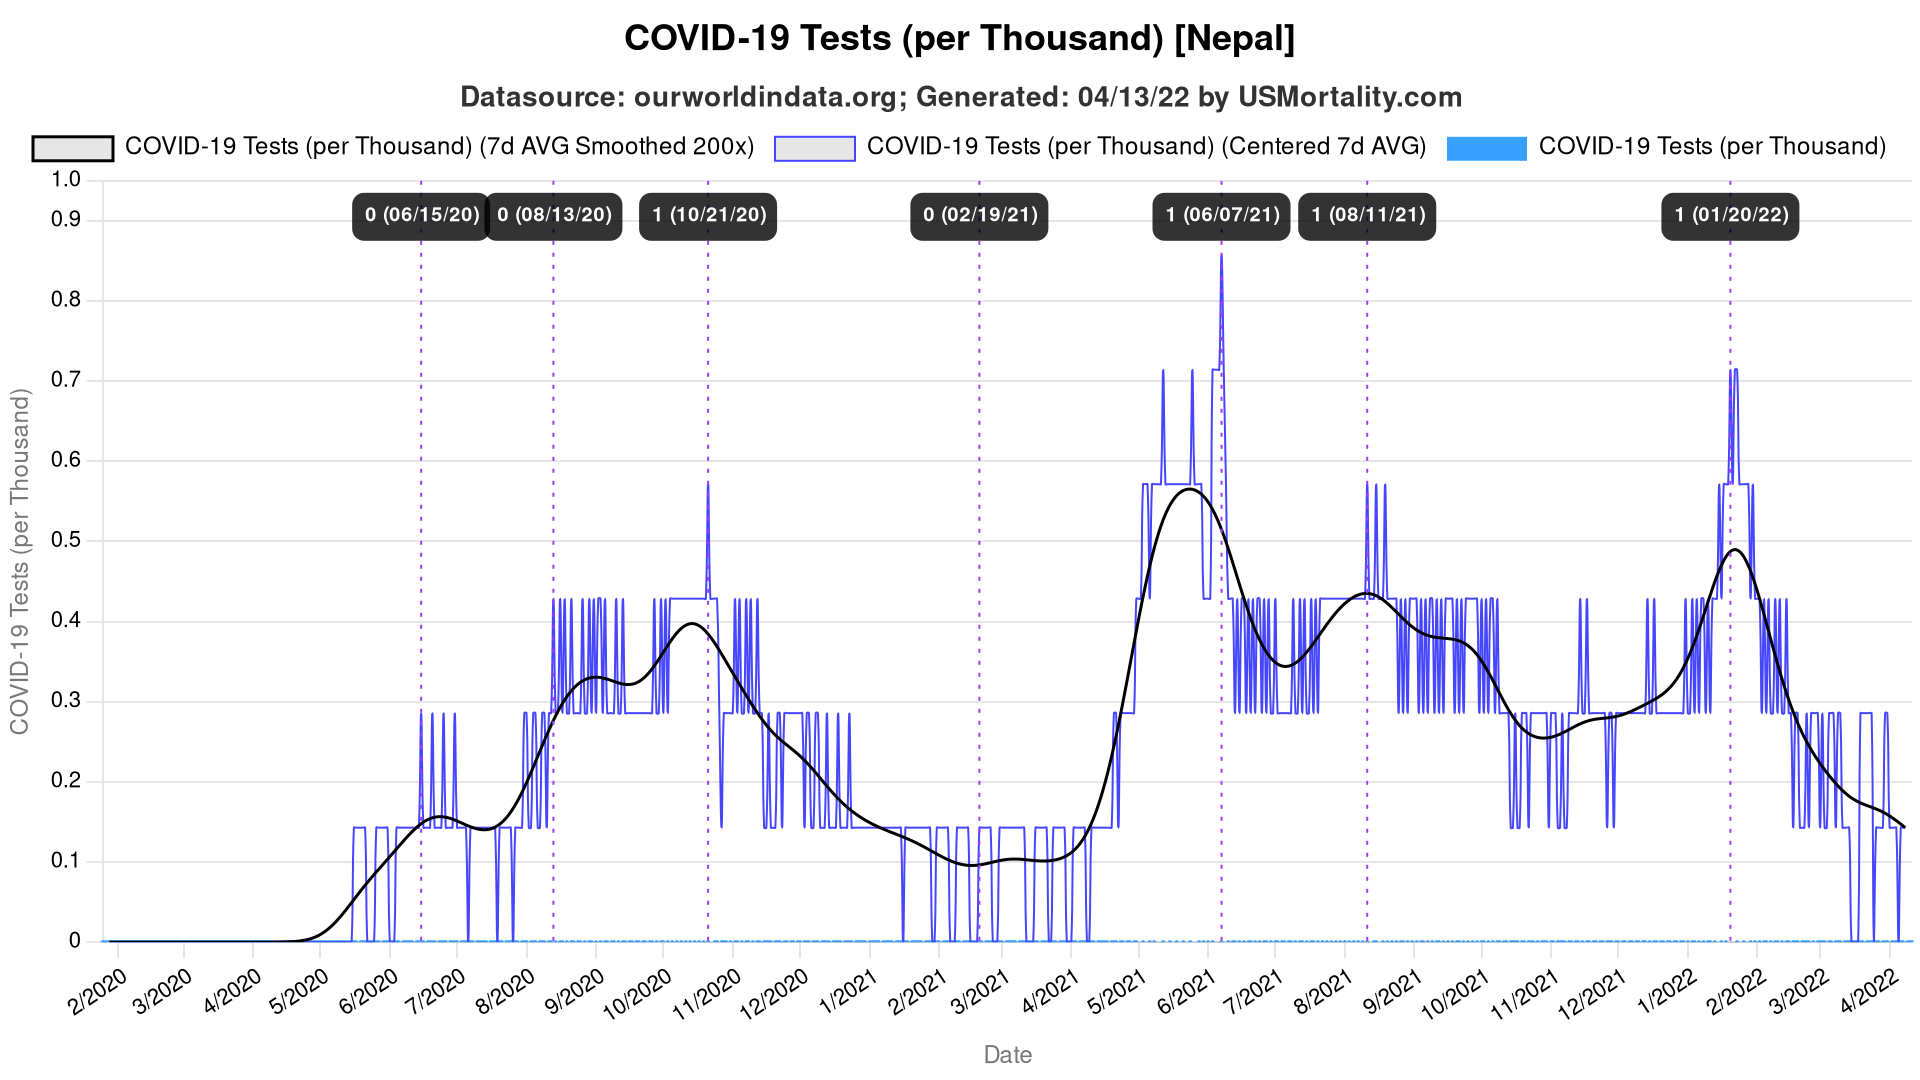 COVID-19 Tests (per Thousand) [Nepal]
Datasource: ourworldindata.org; Generated: 04/13/22 by USMortality.com
COVID-19 Tests (per Thousand) (7d AVG Smoothed 200x) COVID-19 Tests (per Thousand) (Centered 7d AVG) COVID-19 Tests (per Thousand)
0 (06/15/20) 0 (08/13/20) 1 (10/21/20) 0 (02/19/21) 1 (06/07/21) 1 (08/11/21) 1 (01/20/22)
COVID-19 Tests (per Thousand)
1.0
0.9
0.8
0.7
0.6
0.5
0.4
0.3
0.2
0.1
0
2/2020 3/2020 4/2020 5/2020 6/2020 7/2020 8/2020 9/2020 10/2020 11/2020 12/2020 1/2021 2/2021 3/2021 4/2021 5/2021 6/2021 7/2021 8/2021 9/2021 10/2021 11/2021 12/2021 1/2022 2/2022 3/2022 4/2022
Date